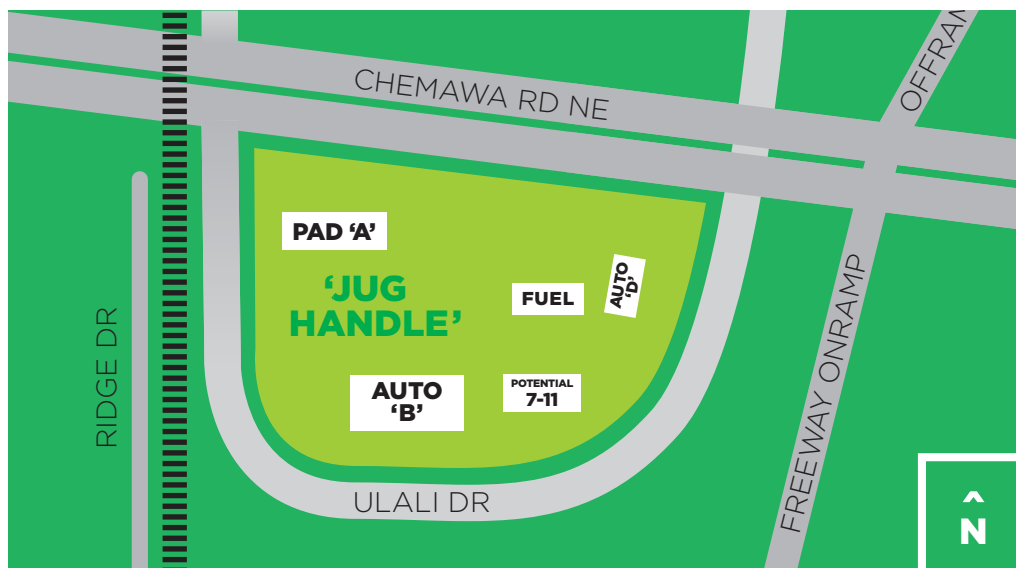 CHEMAWA RD NE
OFFRAM
PAD ‘A’
‘JUG
HANDLE’
FUEL
AUTO
‘D’
RIDGE DR
AUTO
‘B’
POTENTIAL
7-11
FREEWAY ONRAMP
ULALI DR
^
N